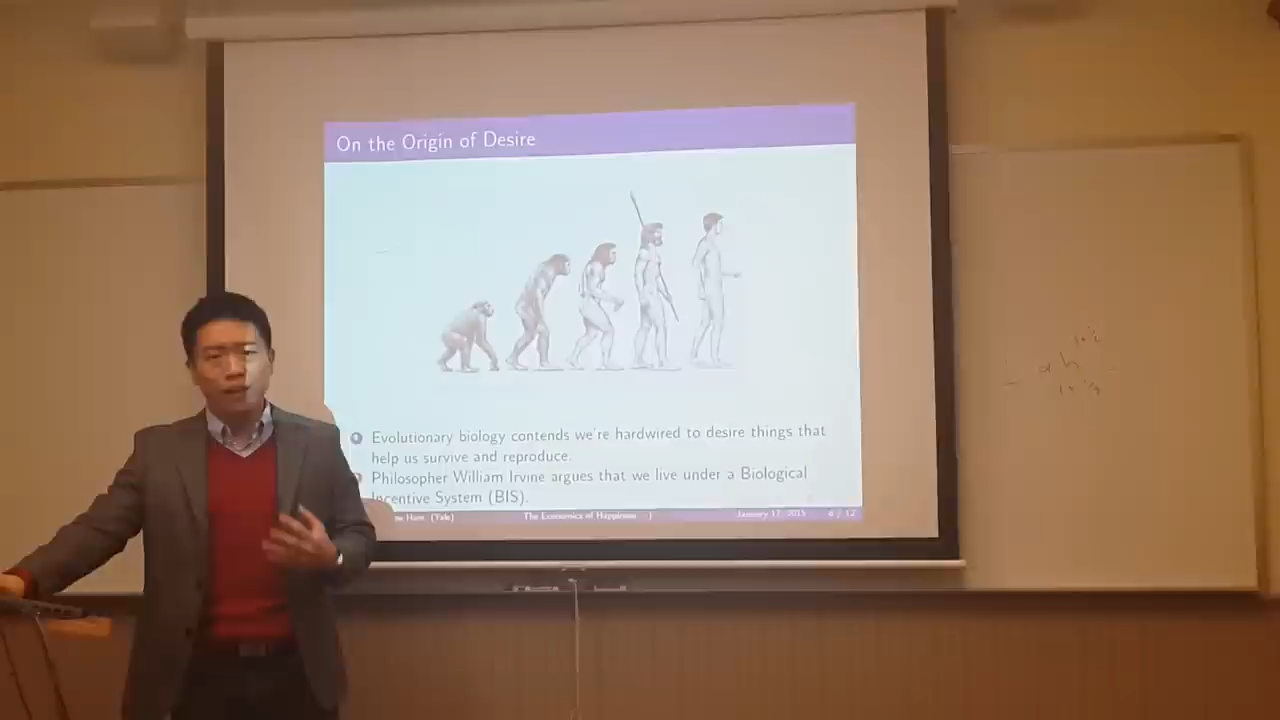 On the Origin of Desire
Evolutionary biology contends we're hardwired to desire things that
help us survive and reproduce.
Philosopher William Irvine argues that we live under a Biological
Incentive System (BIS).
(Yale)
The Economics of Happiness
January 17, 2015
6 / 12